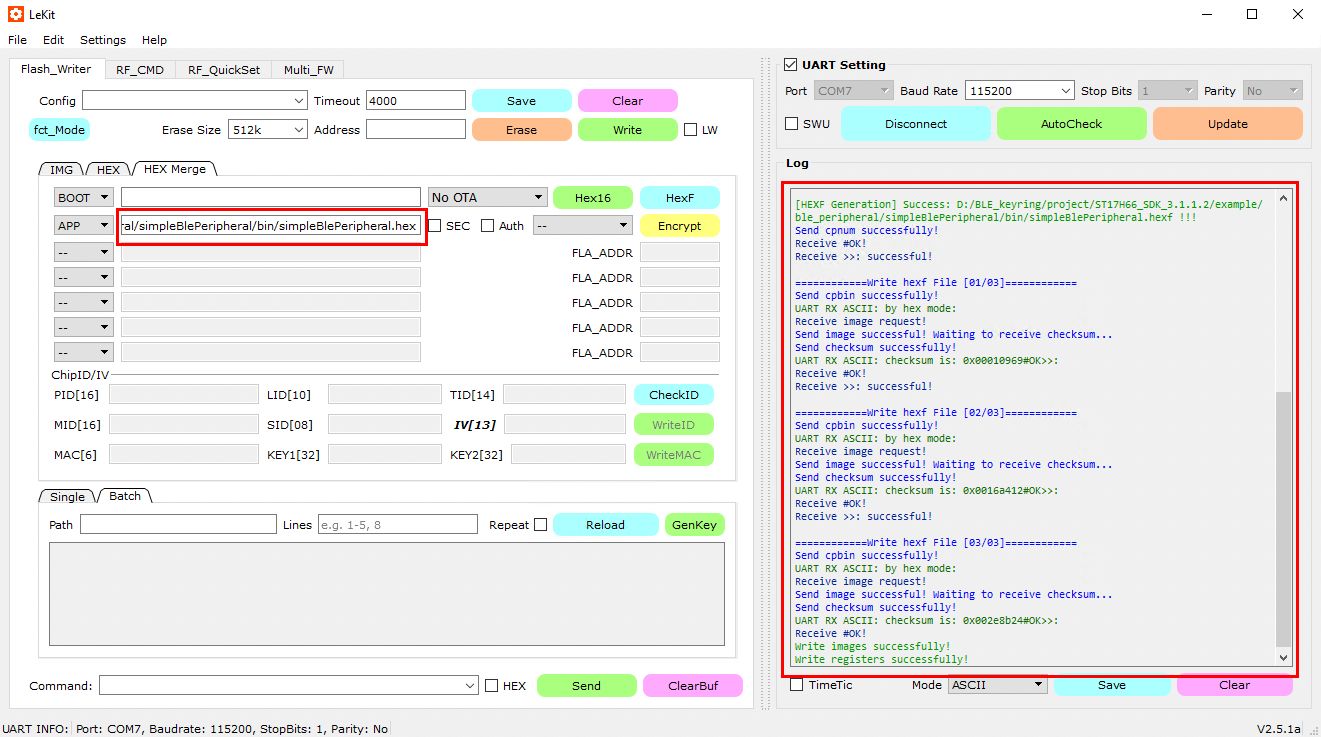 LeKit
File Edit Settings Help
Flash_Writer RF_CMD RF_QuickSet Multi_FW
Config Timeout 4000 Save Clear
fct_Mode Erase Size 512k Address Erase Write LW
IMG HEX HEX Merge
BOOT No OTA Hex16 HexF
APP ral/simpleBlePeripheral/bin/simpleBlePeripheral.hex SEC Auth -- Encrypt
-- FLA_ADDR
-- FLA_ADDR
-- FLA_ADDR
-- FLA_ADDR
-- FLA_ADDR
ChipID/IV
PID[16] LID[10] TID[14] CheckID
MID[16] SID[08] IV[13] WriteID
MAC[6] KEY1[32] KEY2[32] WriteMAC
Single Batch
Path Lines e.g. 1-5, 8 Repeat Reload GenKey
Command: HEX Send ClearBuf
UART Setting
Port COM7 Baud Rate 115200 Stop Bits 1 Parity No
SWU Disconnect AutoCheck Update
Log
[HEXF Generation] Success: D:/BLE_keyring/project/ST17H66_SDK_3.1.1.2/example/
ble_peripheral/simpleBlePeripheral/bin/simpleBlePeripheral.hexf !!!
Send cpnum successfully!
Receive #OK!
Receive >>: successful!
============Write hexf File [01/03]============
Send cpbin successfully!
UART RX ASCII: by hex mode:
Receive image request!
Send image successful! Waiting to receive checksum...
Send checksum successfully!
UART RX ASCII: checksum is: 0x00010969#OK>>:
Receive #OK!
Receive >>: successful!
============Write hexf File [02/03]============
Send cpbin successfully!
UART RX ASCII: by hex mode:
Receive image request!
Send image successful! Waiting to receive checksum...
Send checksum successfully!
UART RX ASCII: checksum is: 0x0016a412#OK>>:
Receive #OK!
Receive >>: successful!
============Write hexf File [03/03]============
Send cpbin successfully!
UART RX ASCII: by hex mode:
Receive image request!
Send image successful! Waiting to receive checksum...
Send checksum successfully!
UART RX ASCII: checksum is: 0x002e8b24#OK>>:
Receive #OK!
Write images successfully!
Write registers successfully!
TimeTic Mode ASCII Save Clear
UART INFO: Port: COM7, Baudrate: 115200, StopBits: 1, Parity: No V2.5.1a